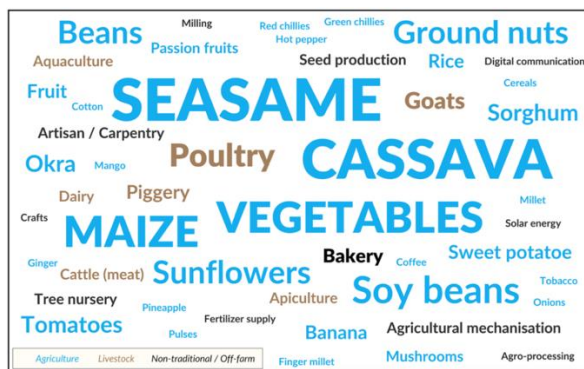 Beans
Milling
Red chillies
Green chillies
Ground nuts
Passion fruits
Hot pepper
Aquaculture
Seed production
Rice
Digital communication
Fruit
SEASAME
Goats
Cereals
Cotton
Sorghum
Artisan / Carpentry
Okra
Mango
Poultry
CASSAVA
Dairy
Piggery
Millet
Crafts
MAIZE
VEGETABLES
Solar energy
Bakery
Sweet potatoe
Ginger
Cattle (meat)
Sunflowers
Coffee
Tree nursery
Apiculture
Soy beans
Tobacco
Onions
Pineapple
Tomatoes
Fertilizer supply
Pulses
Banana
Agricultural mechanisation
Agriculture Livestock Non-traditional / Off-farm
Finger millet
Mushrooms
Agro-processing